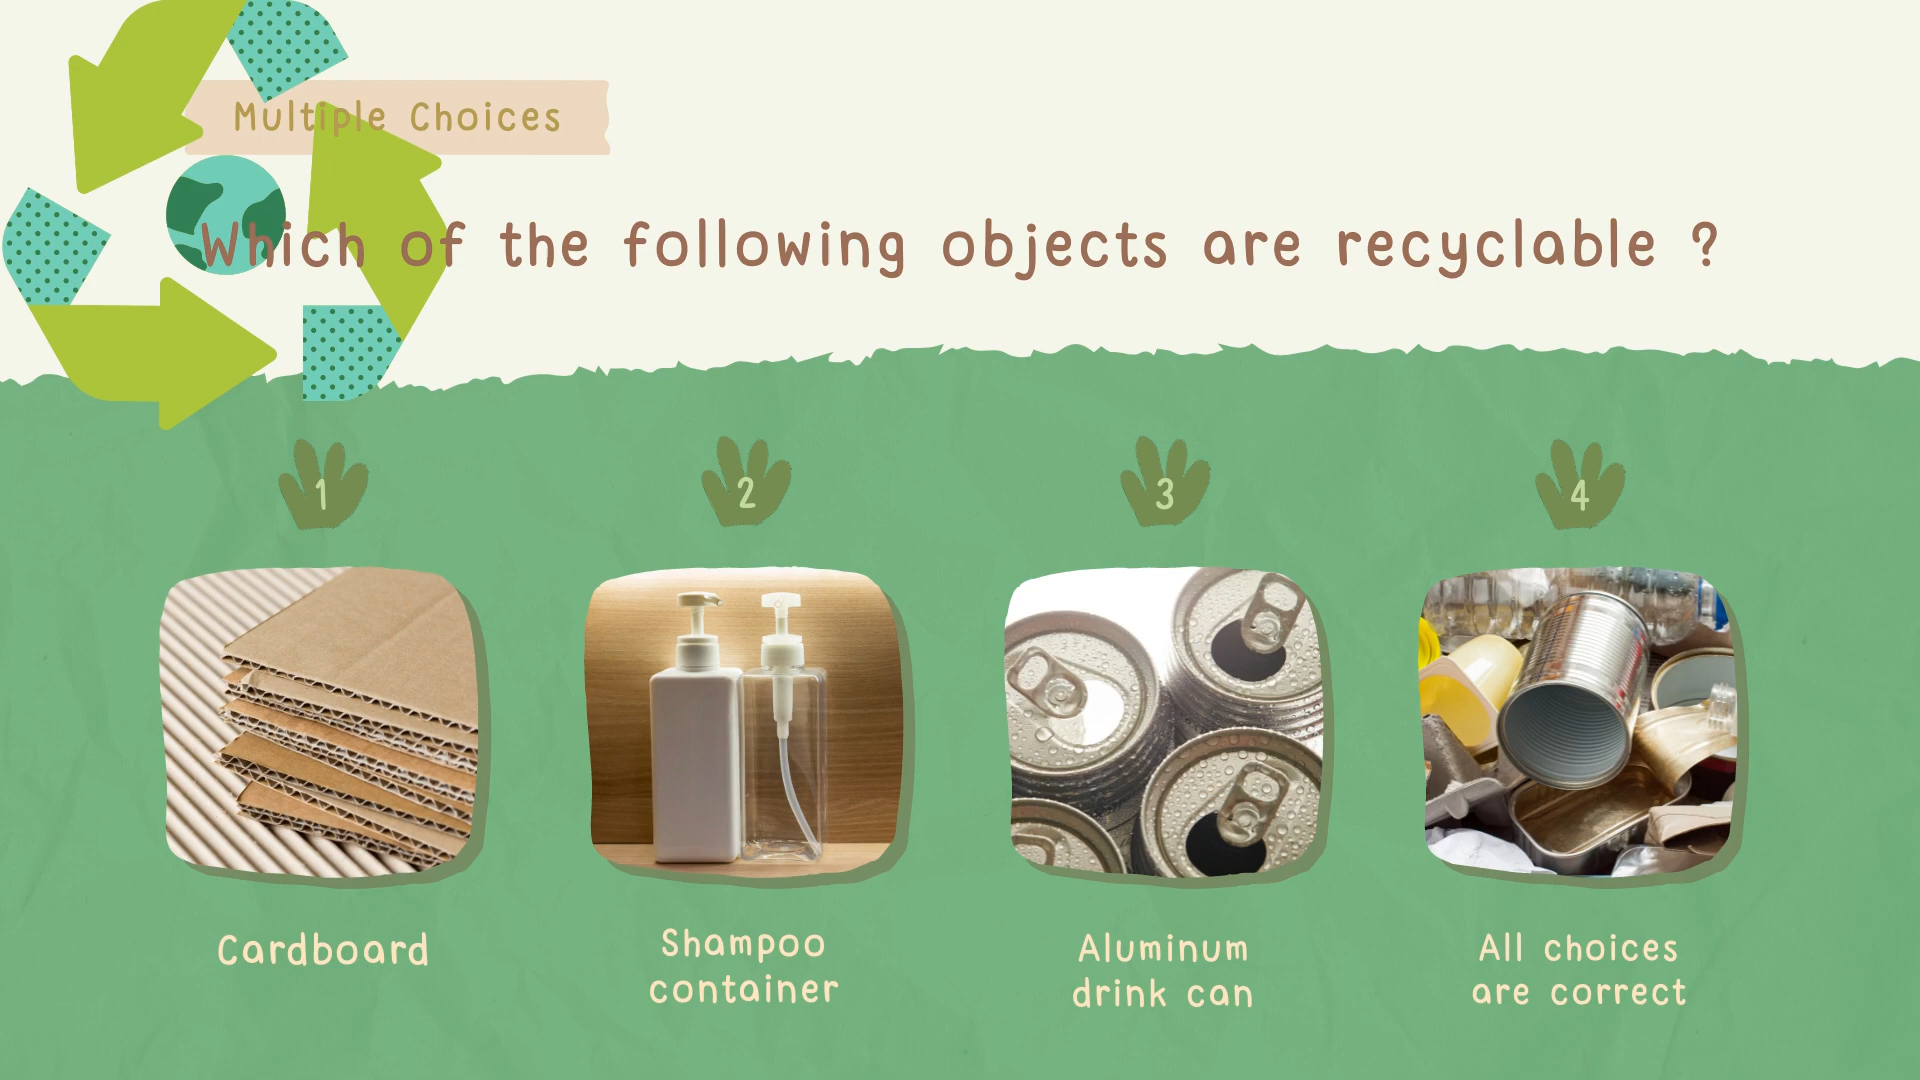 Multiple Choices
Which of the following objects are recyclable ?
1
2
3
4
Cardboard
Shampoo
container
Aluminum
drink can
All choices
are correct